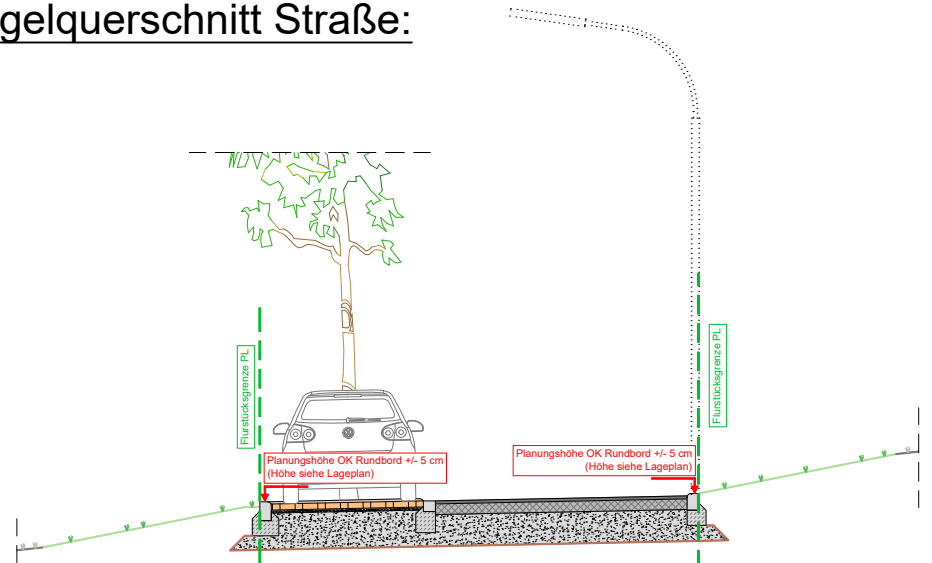 gelquerschnitt Straße:
Flurstücksgrenze PL
Flurstücksgrenze PL
Planungshöhe OK Rundbord +/- 5 cm
(Höhe siehe Lageplan)
Planungshöhe OK Rundbord +/- 5 cm
(Höhe siehe Lageplan)